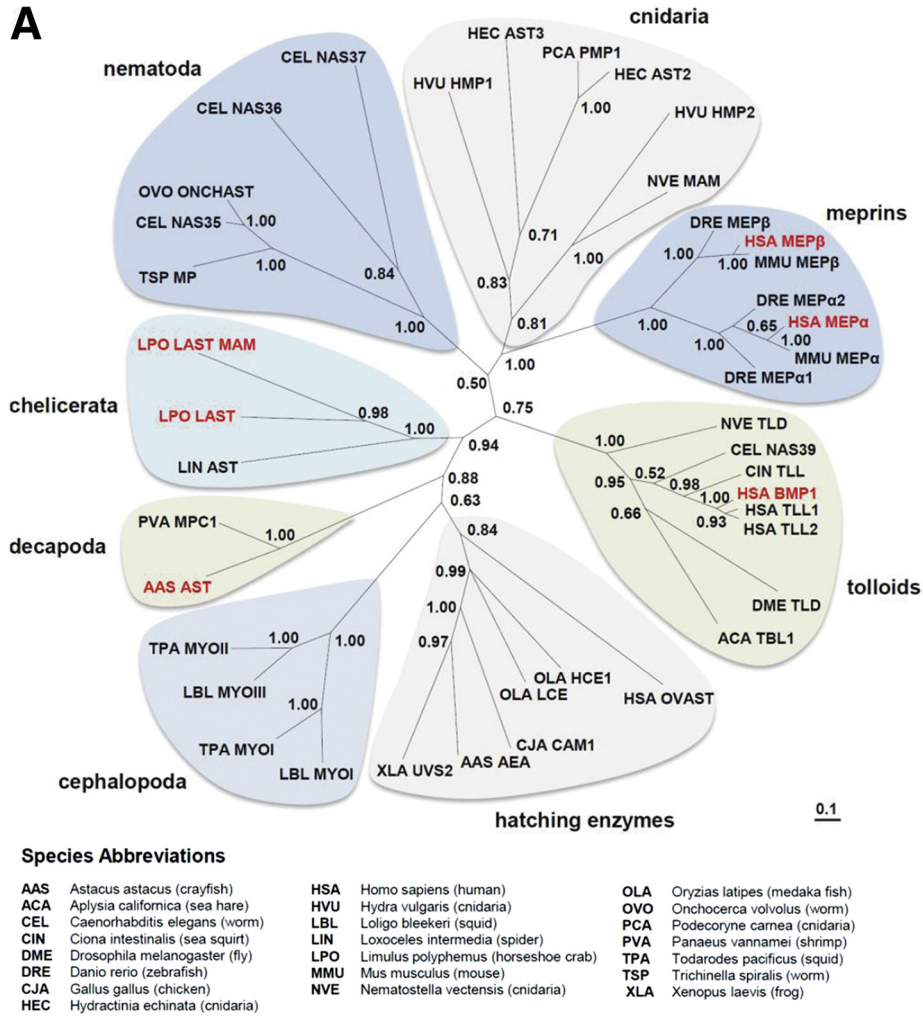 A
cnidaria
HEC AST3
PCA PMP1
HEC AST2
HVU HMP1
1.00
HVU HMP2
NVE MAM
0.71
1.00
0.83
0.81
nematoda
CEL NAS37
CEL NAS36
OVO ONCHAST
1.00
CEL NAS35
1.00
TSP MP
0.84
1.00
meprins
DRE MEPβ
HSA MEPβ
1.00
1.00 MMU MEPβ
DRE MEPα2
0.65 HSA MEPα
1.00
1.00
1.00
MMU MEPα
DRE MEPα1
1.00
0.50
0.75
0.94
0.88
0.63
0.84
chelicerata
LPO LAST MAM
LPO LAST
0.98
1.00
LIN AST
tolloids
NVE TLD
1.00
CEL NAS39
0.52
CIN TLL
0.95
0.98
HSA BMP1
1.00
HSA TLL1
0.93
HSA TLL2
0.66
DME TLD
ACA TBL1
decapoda
PVA MPC1
1.00
AAS AST
cephalopoda
TPA MYOII
1.00
1.00
LBL MYOIII
1.00
TPA MYOI
LBL MYOI
0.99
1.00
0.97
OLA HCE1
OLA LCE
HSA OVAST
CJA CAM1
AAS AEA
XLA UVS2
hatching enzymes
0.1
Species Abbreviations
AAS Astacus astacus (crayfish)
ACA Aplysia californica (sea hare)
CEL Caenorhabditis elegans (worm)
CIN Ciona intestinalis (sea squirt)
DME Drosophila melanogaster (fly)
DRE Danio rerio (zebrafish)
CJA Gallus gallus (chicken)
HEC Hydractinia echinata (cnidaria)
HSA Homo sapiens (human)
HVU Hydra vulgaris (cnidaria)
LBL Loligo bleekeri (squid)
LIN Loxoceles intermedia (spider)
LPO Limulus polyphemus (horseshoe crab)
MMU Mus musculus (mouse)
NVE Nematostella vectensis (cnidaria)
OLA Oryzias latipes (medaka fish)
OVO Onchocerca volvolus (worm)
PCA Podecoryne carnea (cnidaria)
PVA Panaeus vannamei (shrimp)
TPA Todarodes pacificus (squid)
TSP Trichinella spiralis (worm)
XLA Xenopus laevis (frog)